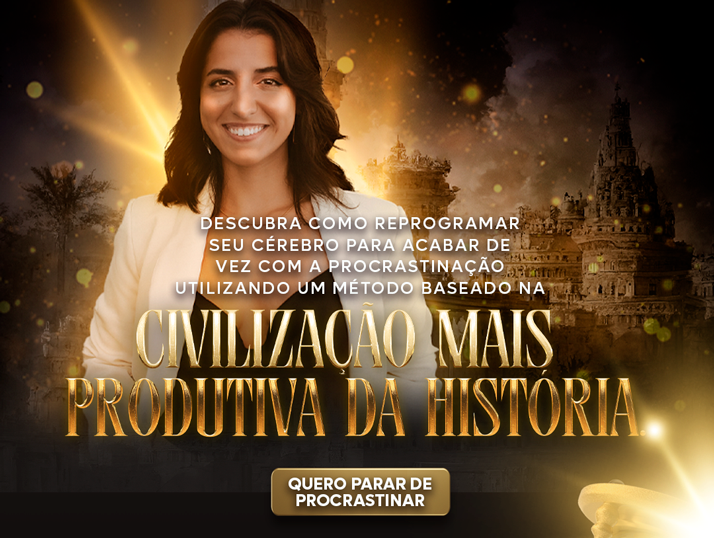 DESCUBRA COMO REPROGRAMAR
SEU CÉREBRO PARA ACABAR DE
VEZ COM A PROCRASTINAÇÃO
UTILIZANDO UM MÉTODO BASEADO NA
CIVILIZAÇÃO MAIS
PRODUTIVA DA HISTÓRIA.
QUERO PARAR DE
PROCRASTINAR